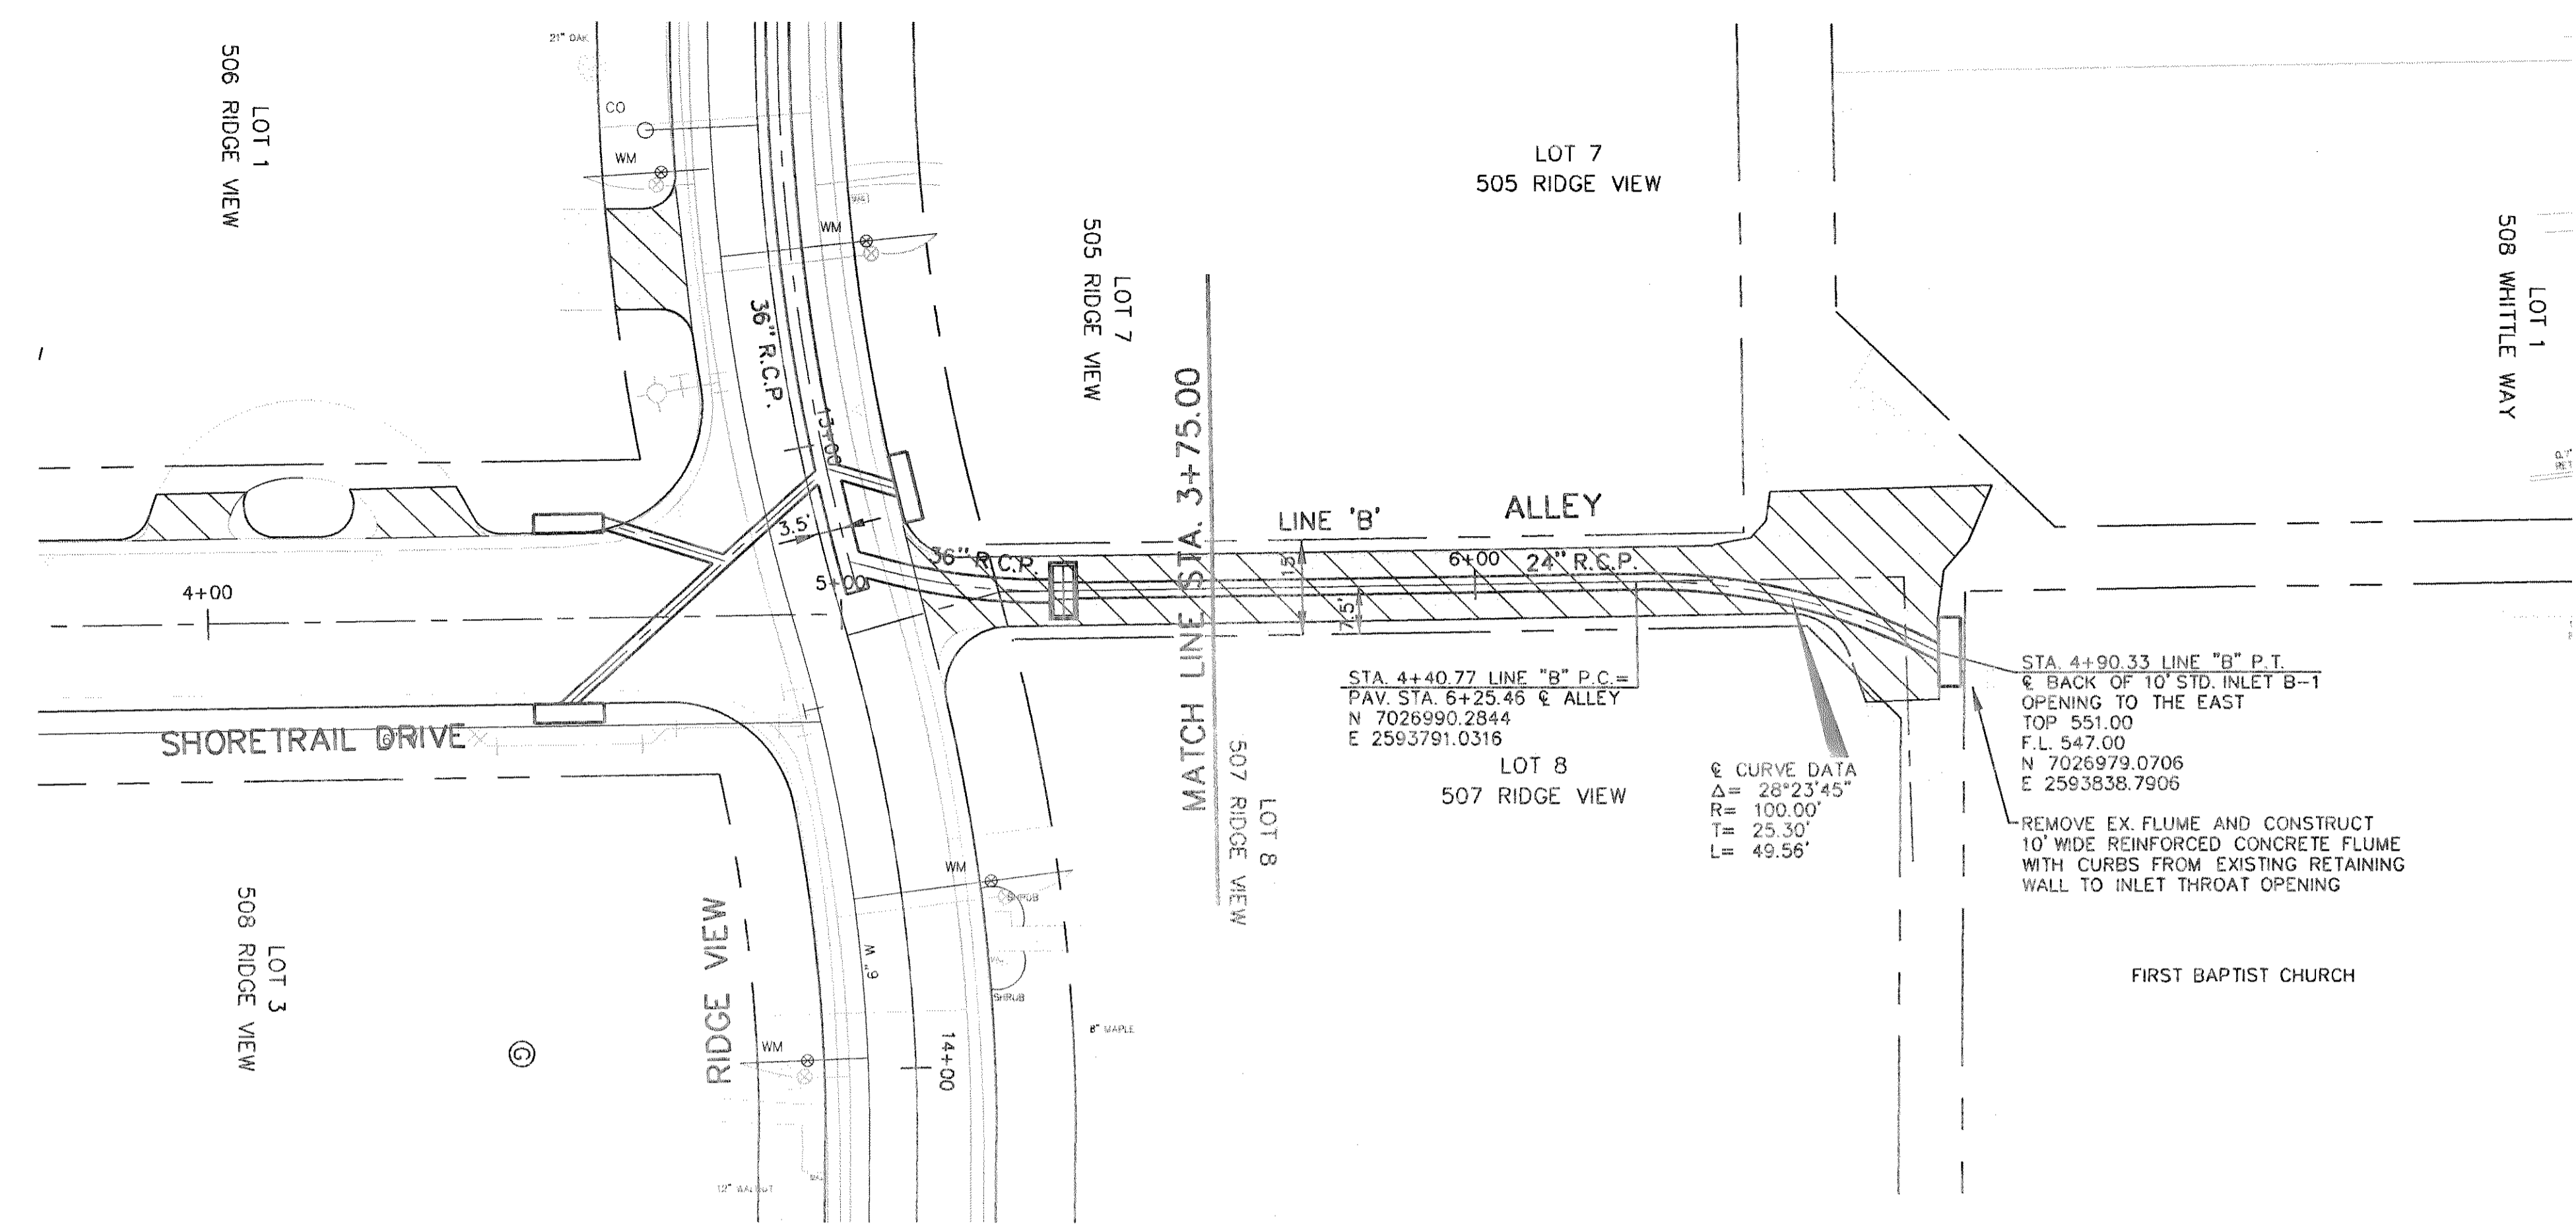 21" OAK
LOT 1
506 RIDGE VIEW
CO
WM
WM
36" R.C.P.
13+00
LOT 7
505 RIDGE VIEW
LOT 7
505 RIDGE VIEW
LOT 1
508 WHITTLE WAY
MATCH LINE STA. 3+75.00
LINE 'B'
ALLEY
3.5'
5+00
36" R.C.P.
15'
7.5'
6+00
24" R.C.P.
4+00
SHORETRAIL DRIVE
STA. 4+40.77 LINE "B" P.C.=
PAV. STA. 6+25.46 ℄ ALLEY
N 7026990.2844
E 2593791.0316
LOT 8
507 RIDGE VIEW
LOT 8
507 RIDGE VIEW
℄ CURVE DATA
Δ= 28°23'45"
R= 100.00'
T= 25.30'
L= 49.56'
STA. 4+90.33 LINE "B" P.T.
℄ BACK OF 10' STD. INLET B-1
OPENING TO THE EAST
TOP 551.00
F.L. 547.00
N 7026979.0706
E 2593838.7906
REMOVE EX. FLUME AND CONSTRUCT
10' WIDE REINFORCED CONCRETE FLUME
WITH CURBS FROM EXISTING RETAINING
WALL TO INLET THROAT OPENING
FIRST BAPTIST CHURCH
LOT 3
508 RIDGE VIEW
G
RIDGE VIEW
WM
SHRUB
SHRUB
6" W
8" MAPLE
14+00
WM
12" WALNUT